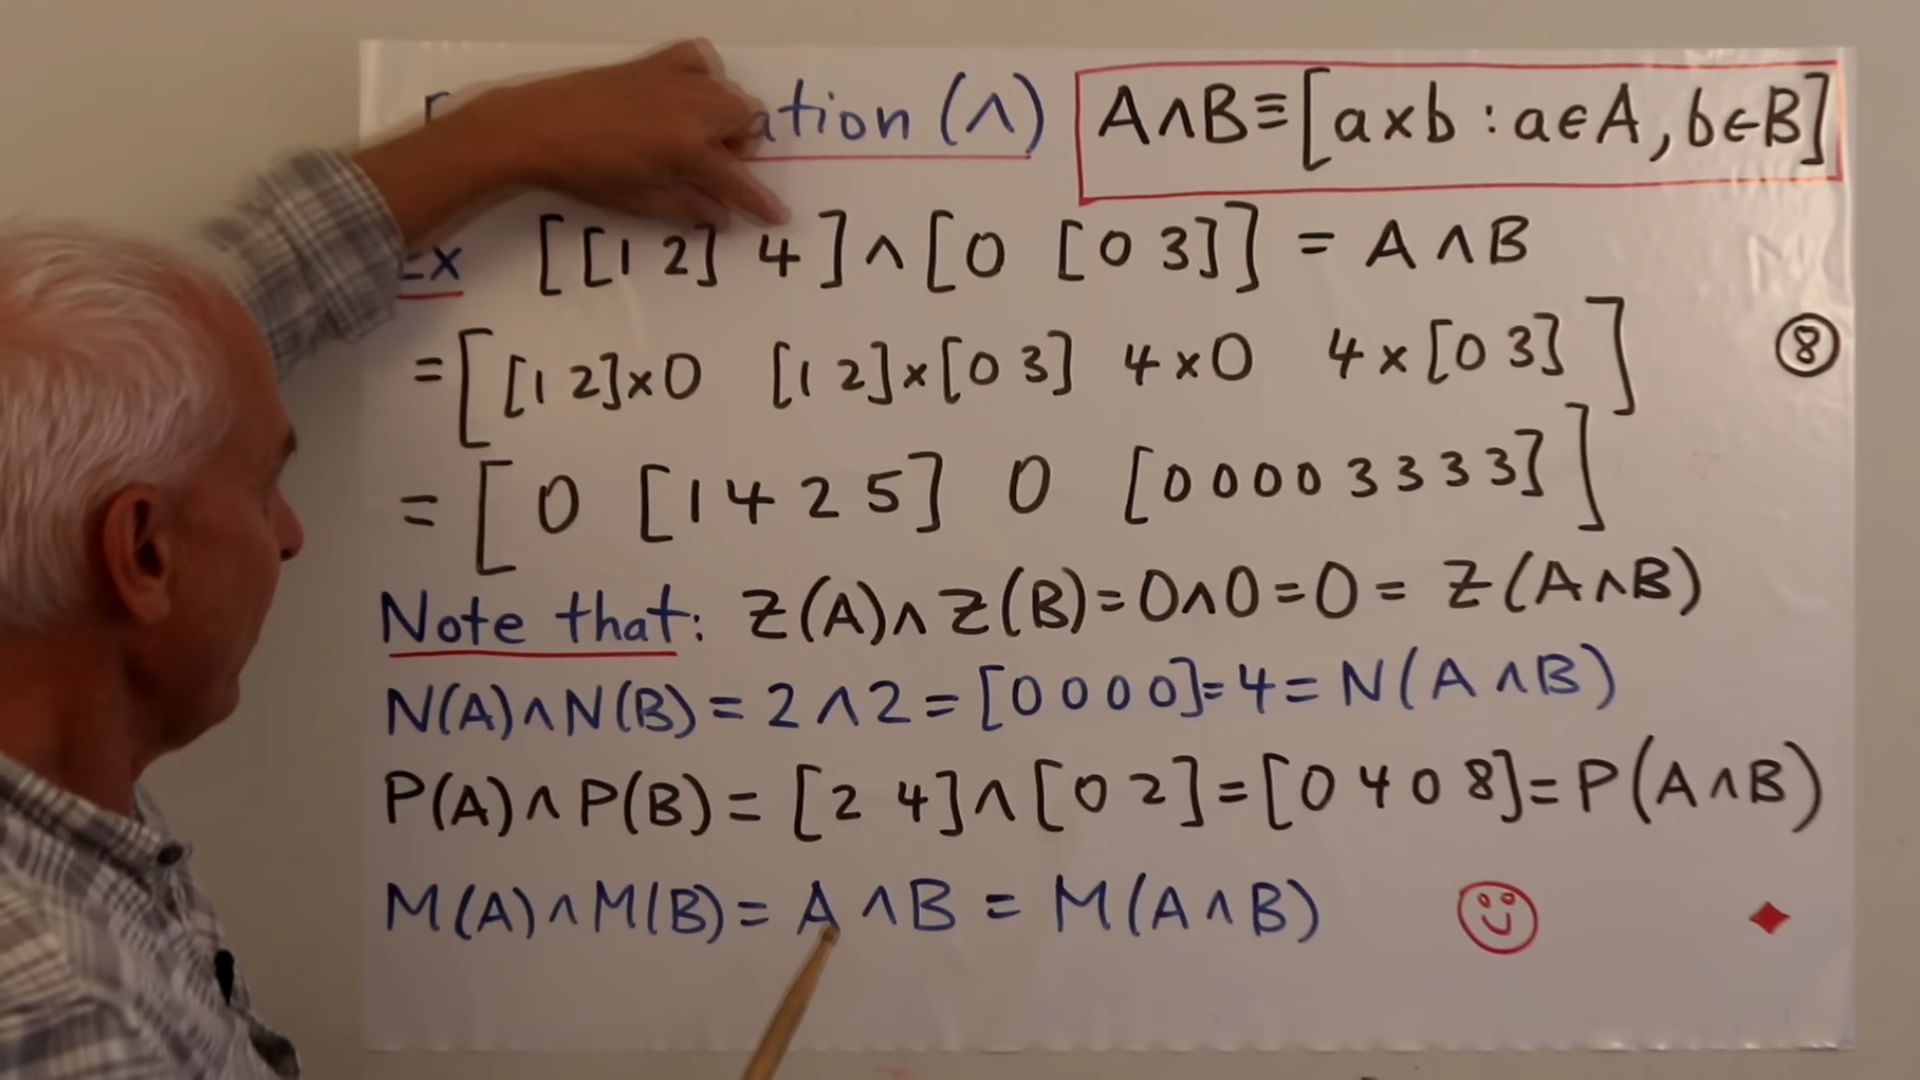 ation (∧) A∧B≡[a×b : a∈A, b∈B]
Ex [[1 2] 4]∧[0 [0 3]] = A∧B
=[[1 2]×0 [1 2]×[0 3] 4×0 4×[0 3]] ⑧
= [0 [1 4 2 5] 0 [0 0 0 0 3 3 3 3]]
Note that: Z(A)∧Z(B)=0∧0=0= Z(A∧B)
N(A)∧N(B)=2∧2=[0 0 0 0]=4=N(A∧B)
P(A)∧P(B)=[2 4]∧[0 2]=[0 4 0 8]=P(A∧B)
M(A)∧M(B)= A∧B = M(A∧B)